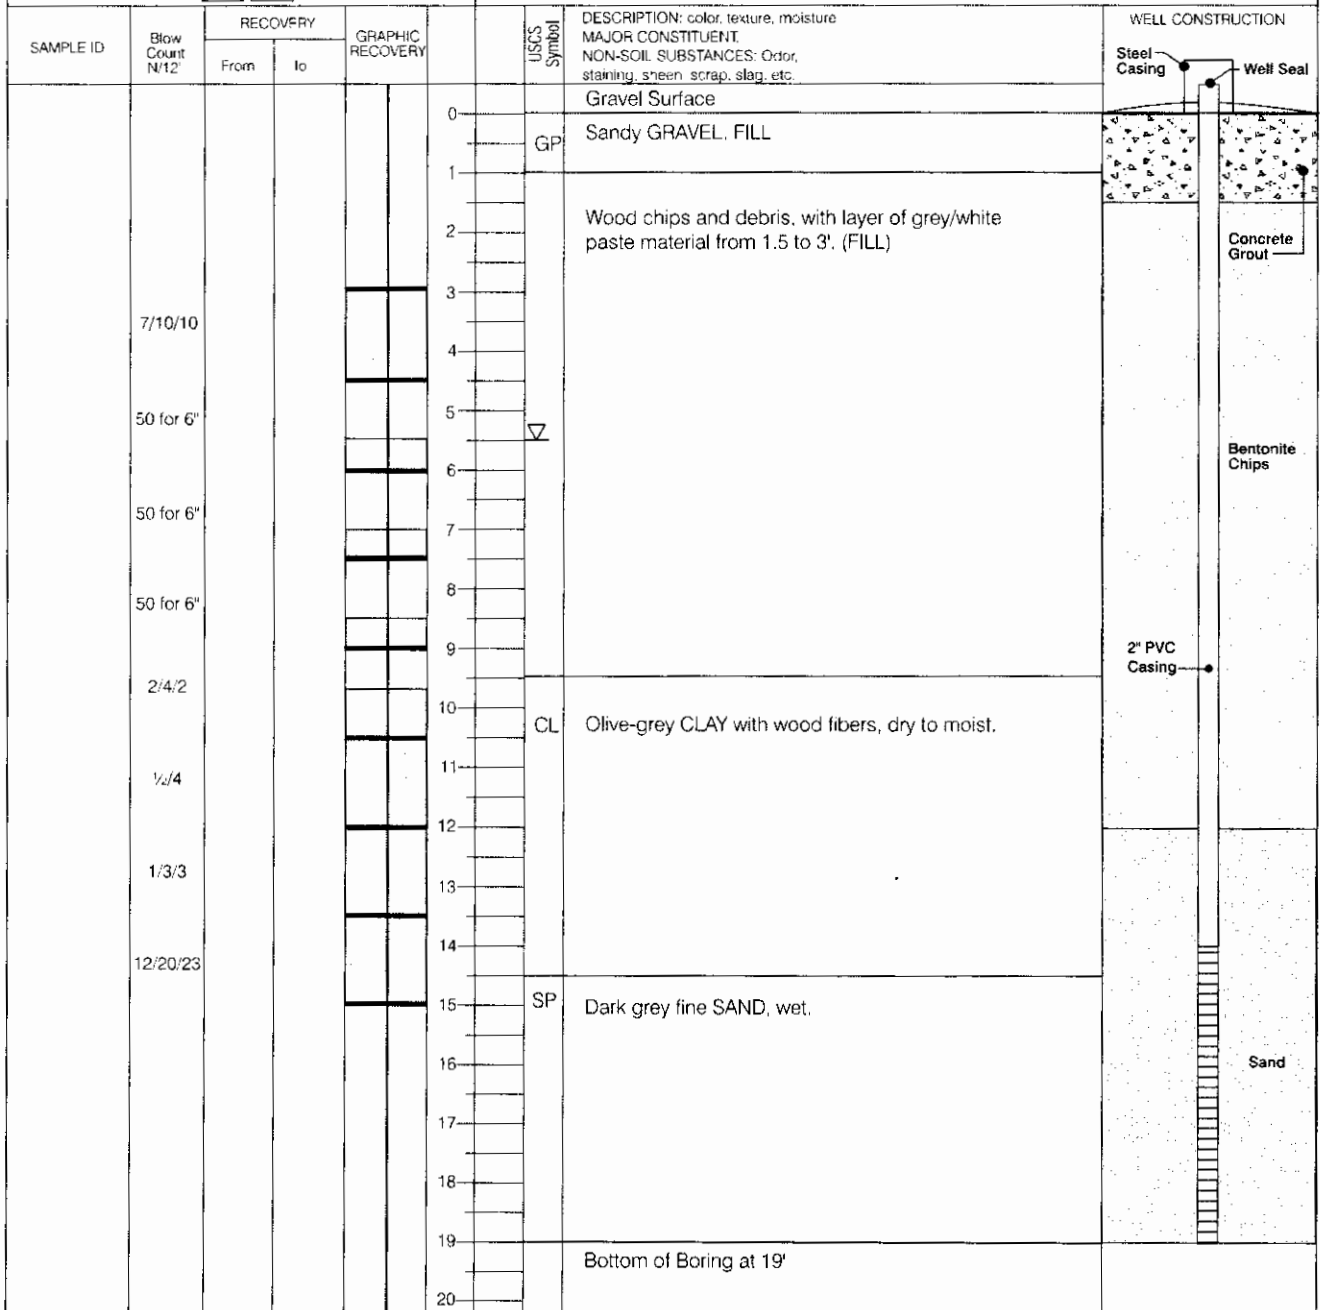 SAMPLE ID
Blow
Count
N/12'
RECOVERY
From
To
GRAPHIC
RECOVERY
USCS
Symbol
DESCRIPTION: color, texture, moisture
MAJOR CONSTITUENT.
NON-SOIL SUBSTANCES: Odor,
staining, sheen, scrap, slag, etc.
WELL CONSTRUCTION
Steel
Casing
Well Seal
Gravel Surface
0
GP
Sandy GRAVEL, FILL
1
Wood chips and debris, with layer of grey/white
paste material from 1.5 to 3'. (FILL)
2
Concrete
Grout
3
7/10/10
4
5
50 for 6"
Bentonite
Chips
6
50 for 6"
7
8
50 for 6"
9
2" PVC
Casing
2/4/2
10
CL
Olive-grey CLAY with wood fibers, dry to moist.
11
½/4
12
1/3/3
13
14
12/20/23
15
SP
Dark grey fine SAND, wet.
16
Sand
17
18
19
Bottom of Boring at 19'
20